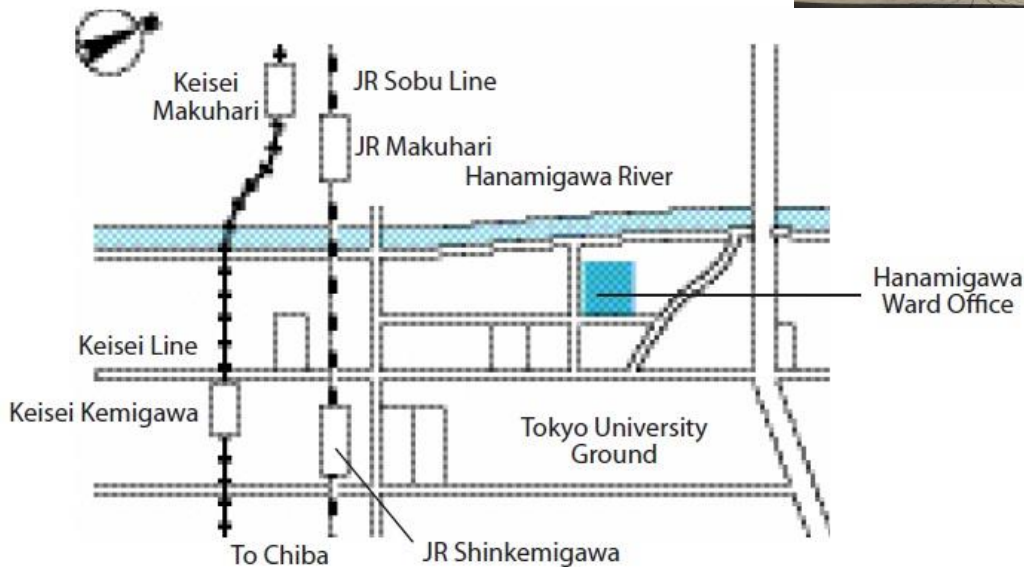 Keisei
Makuhari
JR Sobu Line
JR Makuhari
Hanamigawa River
Hanamigawa
Ward Office
Keisei Line
Keisei Kemigawa
Tokyo University
Ground
To Chiba
JR Shinkemigawa